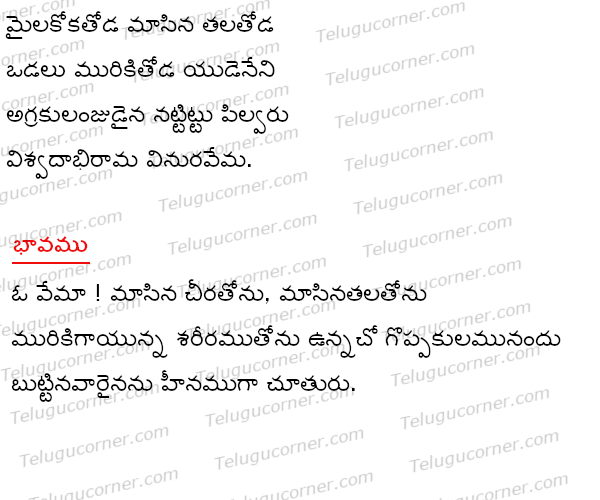 మైలకోకతోడ మాసిన తలతోడ
ఒడలు మురికితోడ యుడెనేని
అగ్రకులంజుడైన నట్టిట్టు పిల్వరు
విశ్వదాభిరామ వినురవేమ.
భావము
ఓ వేమా ! మాసిన చీరతోను, మాసినతలతోను
మురికిగాయున్న శరీరముతోను ఉన్నచో గొప్పకులమునందు
బుట్టినవారైనను హీనముగా చూతురు.
Telugucorner.com